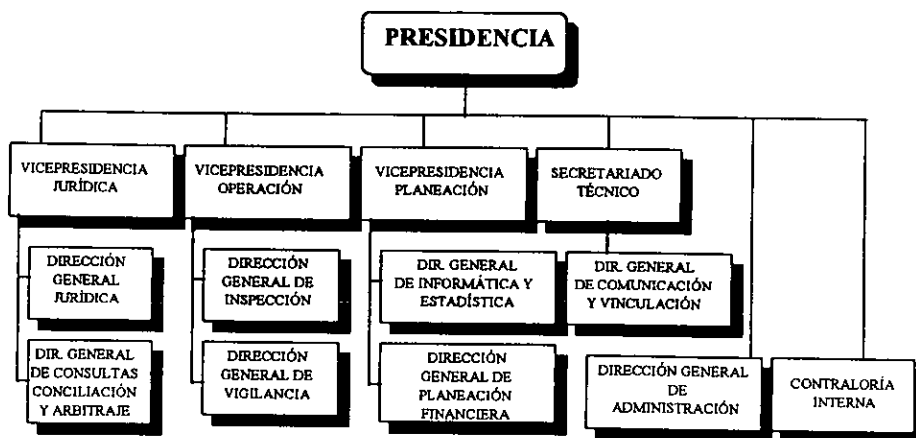 PRESIDENCIA
VICEPRESIDENCIA
JURÍDICA
VICEPRESIDENCIA
OPERACIÓN
VICEPRESIDENCIA
PLANEACIÓN
SECRETARIADO
TÉCNICO
DIRECCIÓN
GENERAL
JURÍDICA
DIRECCIÓN
GENERAL DE
INSPECCIÓN
DIR. GENERAL
DE INFORMÁTICA Y
ESTADÍSTICA
DIR. GENERAL
DE COMUNICACIÓN
Y VINCULACIÓN
DIR. GENERAL
DE CONSULTAS
CONCILIACIÓN
Y ARBITRAJE
DIRECCIÓN
GENERAL DE
VIGILANCIA
DIRECCIÓN
GENERAL DE
PLANEACIÓN
FINANCIERA
DIRECCIÓN GENERAL
DE
ADMINISTRACIÓN
CONTRALORÍA
INTERNA